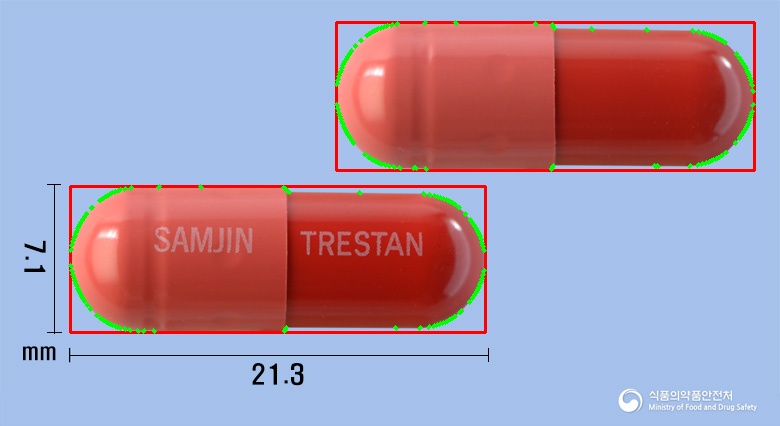 SAMJIN TRESTAN
7.1
mm
21.3
식품의약품안전처
Ministry of Food and Drug Safety